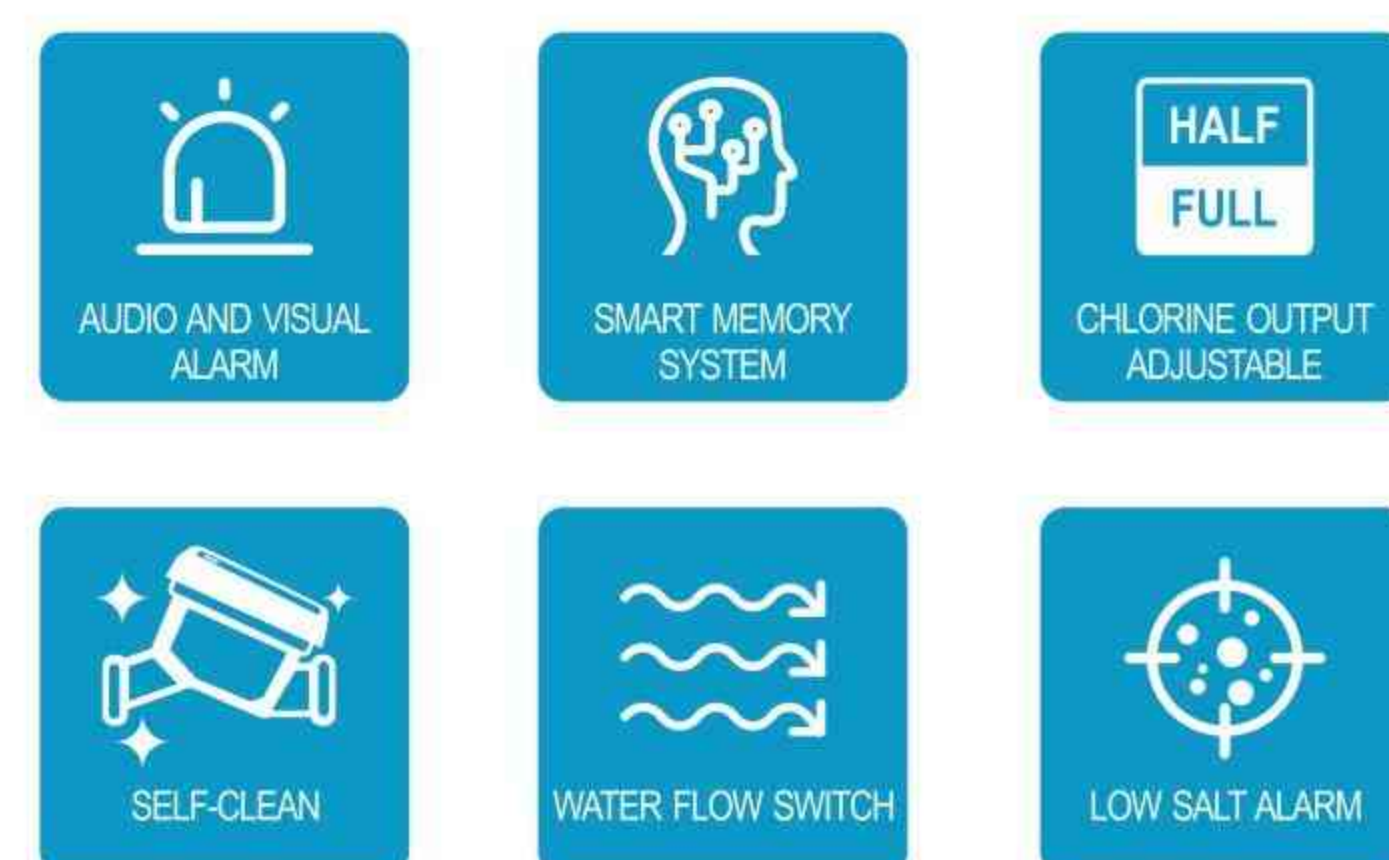 HALF
FULL
AUDIO AND VISUAL
ALARM
SMART MEMORY
SYSTEM
CHLORINE OUTPUT
ADJUSTABLE
SELF-CLEAN
WATER FLOW SWITCH
LOW SALT ALARM